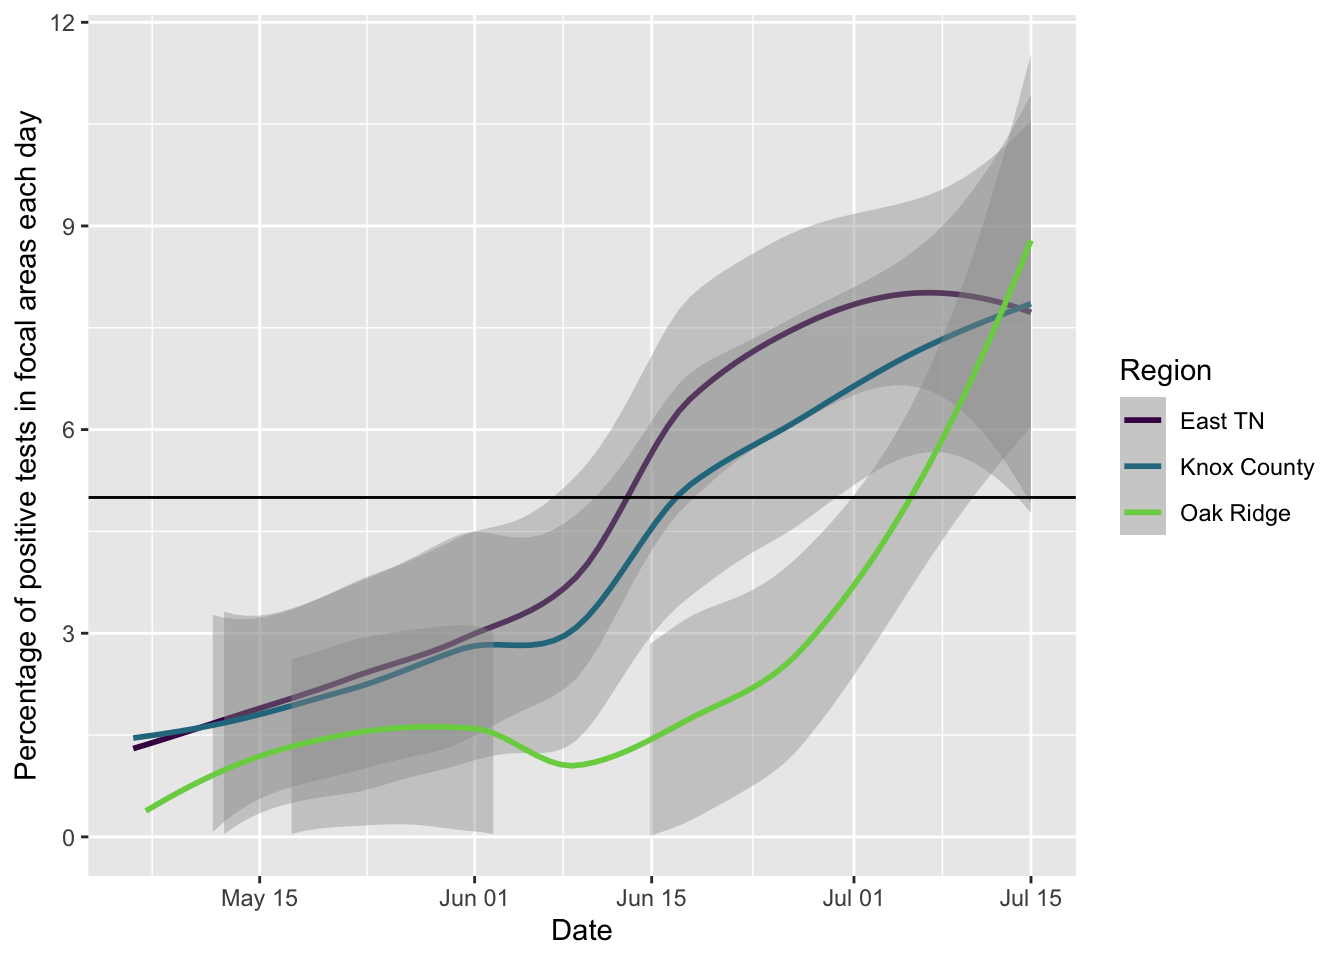 Percentage of positive tests in focal areas each day
12
9
6
3
0
May 15
Jun 01
Jun 15
Jul 01
Jul 15
Date
Region
East TN
Knox County
Oak Ridge